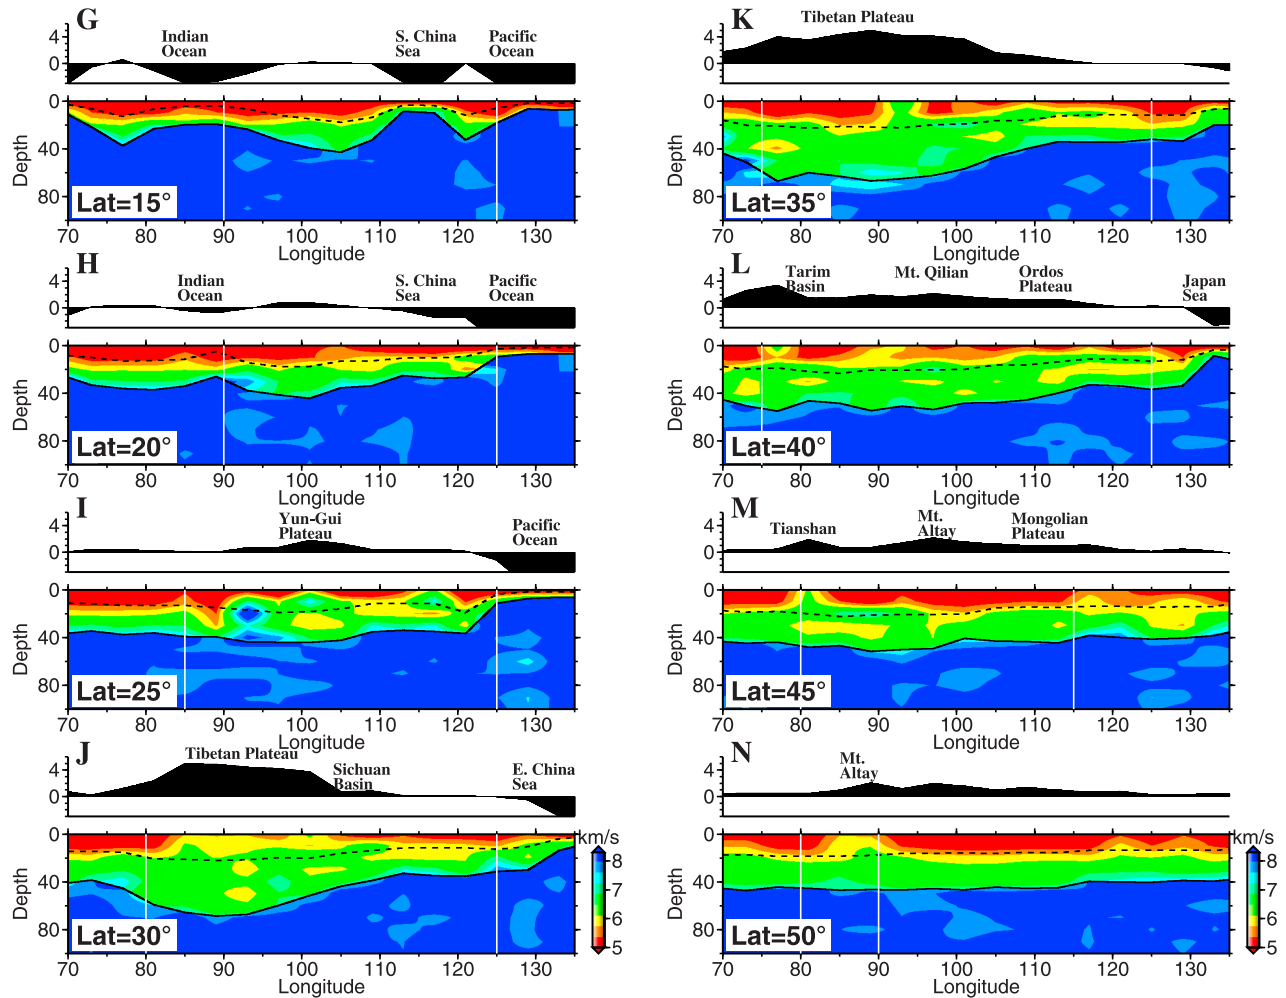 G
Indian
Ocean
S. China
Sea
Pacific
Ocean
4
0
0
40
80
Depth
Lat=15°
70 80 90 100 110 120 130
Longitude
H
Indian
Ocean
S. China
Sea
Pacific
Ocean
4
0
0
40
80
Depth
Lat=20°
70 80 90 100 110 120 130
Longitude
I
Yun-Gui
Plateau
Pacific
Ocean
4
0
0
40
80
Depth
Lat=25°
70 80 90 100 110 120 130
Longitude
J
Tibetan Plateau
Sichuan
Basin
E. China
Sea
4
0
0
40
80
Depth
Lat=30°
70 80 90 100 110 120 130
Longitude
km/s
8
7
6
5
K
Tibetan Plateau
4
0
0
40
80
Depth
Lat=35°
70 80 90 100 110 120 130
Longitude
L
Tarim
Basin
Mt. Qilian
Ordos
Plateau
Japan
Sea
4
0
0
40
80
Depth
Lat=40°
70 80 90 100 110 120 130
Longitude
M
Tianshan
Mt.
Altay
Mongolian
Plateau
4
0
0
40
80
Depth
Lat=45°
70 80 90 100 110 120 130
Longitude
N
Mt.
Altay
4
0
0
40
80
Depth
Lat=50°
70 80 90 100 110 120 130
Longitude
km/s
8
7
6
5